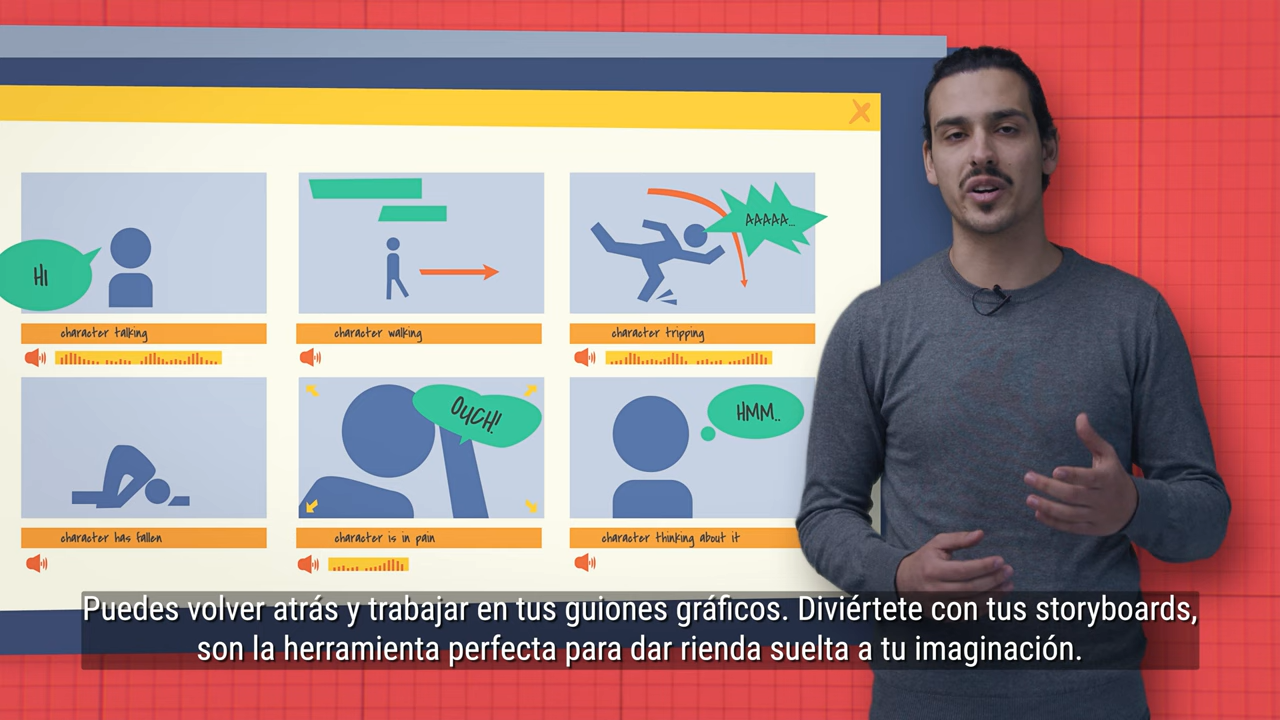 HI
AAAAA...
character talking
character walking
character tripping
OUCH!
HMM..
character has fallen
character is in pain
character thinking about it
Puedes volver atrás y trabajar en tus guiones gráficos. Diviértete con tus storyboards,
son la herramienta perfecta para dar rienda suelta a tu imaginación.